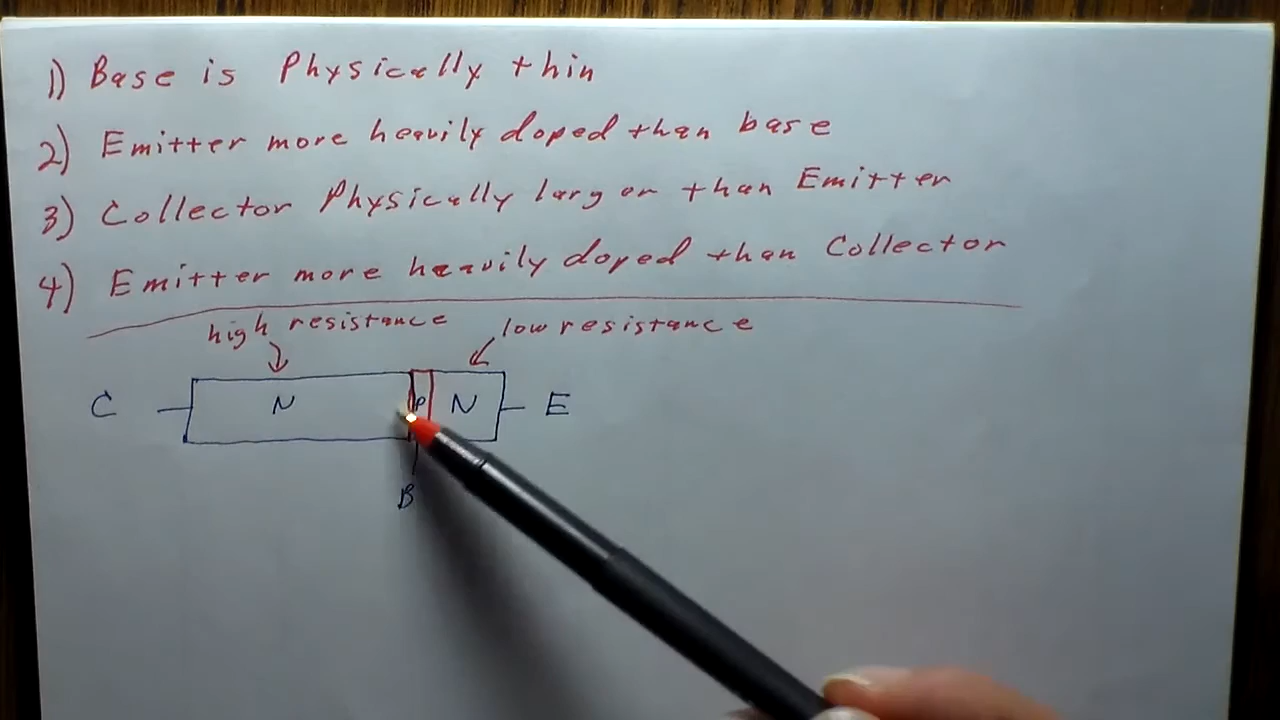 1) Base is Physically thin
2) Emitter more heavily doped than base
3) Collector Physically larger than Emitter
4) Emitter more heavily doped than Collector
high resistance low resistance
C N P N E
B